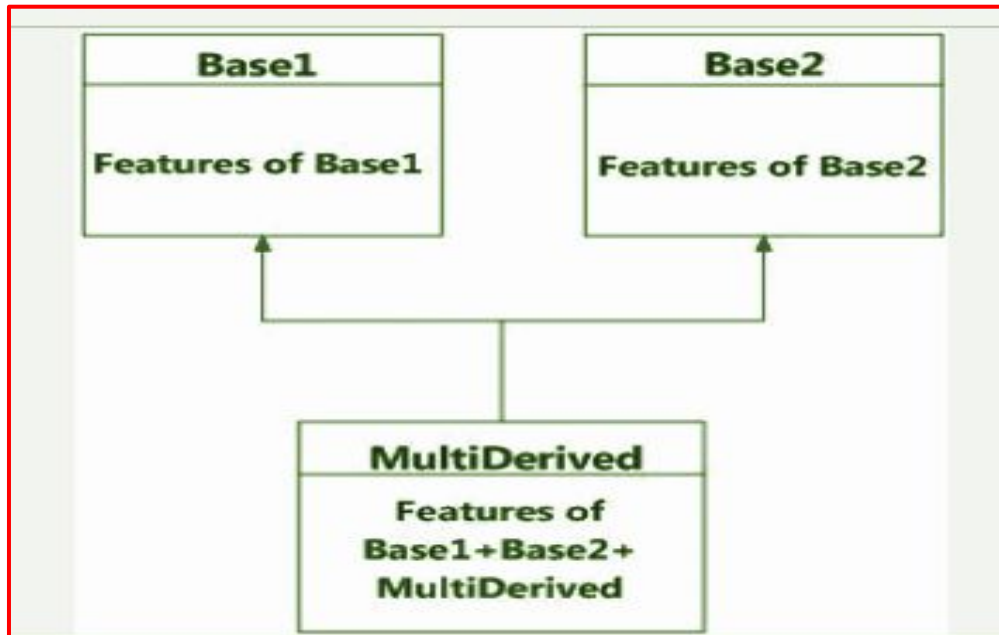 Base1
Features of Base1
Base2
Features of Base2
MultiDerived
Features of
Base1+Base2+
MultiDerived